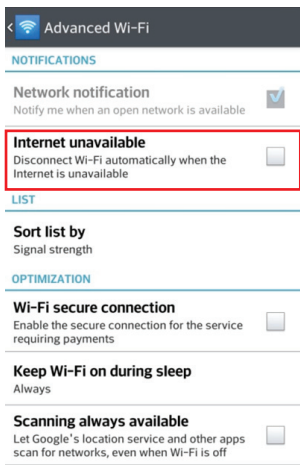 Advanced Wi-Fi
NOTIFICATIONS
Network notification
Notify me when an open network is available
Internet unavailable
Disconnect Wi-Fi automatically when the
Internet is unavailable
LIST
Sort list by
Signal strength
OPTIMIZATION
Wi-Fi secure connection
Enable the secure connection for the service
requiring payments
Keep Wi-Fi on during sleep
Always
Scanning always available
Let Google's location service and other apps
scan for networks, even when Wi-Fi is off